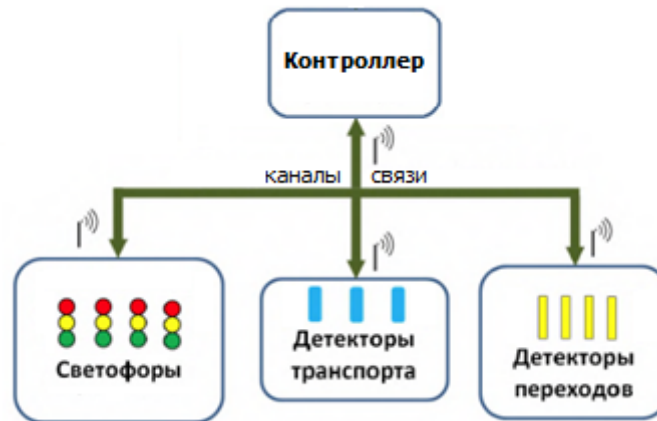 Контроллер
каналы связи
Светофоры
Детекторы
транспорта
Детекторы
переходов